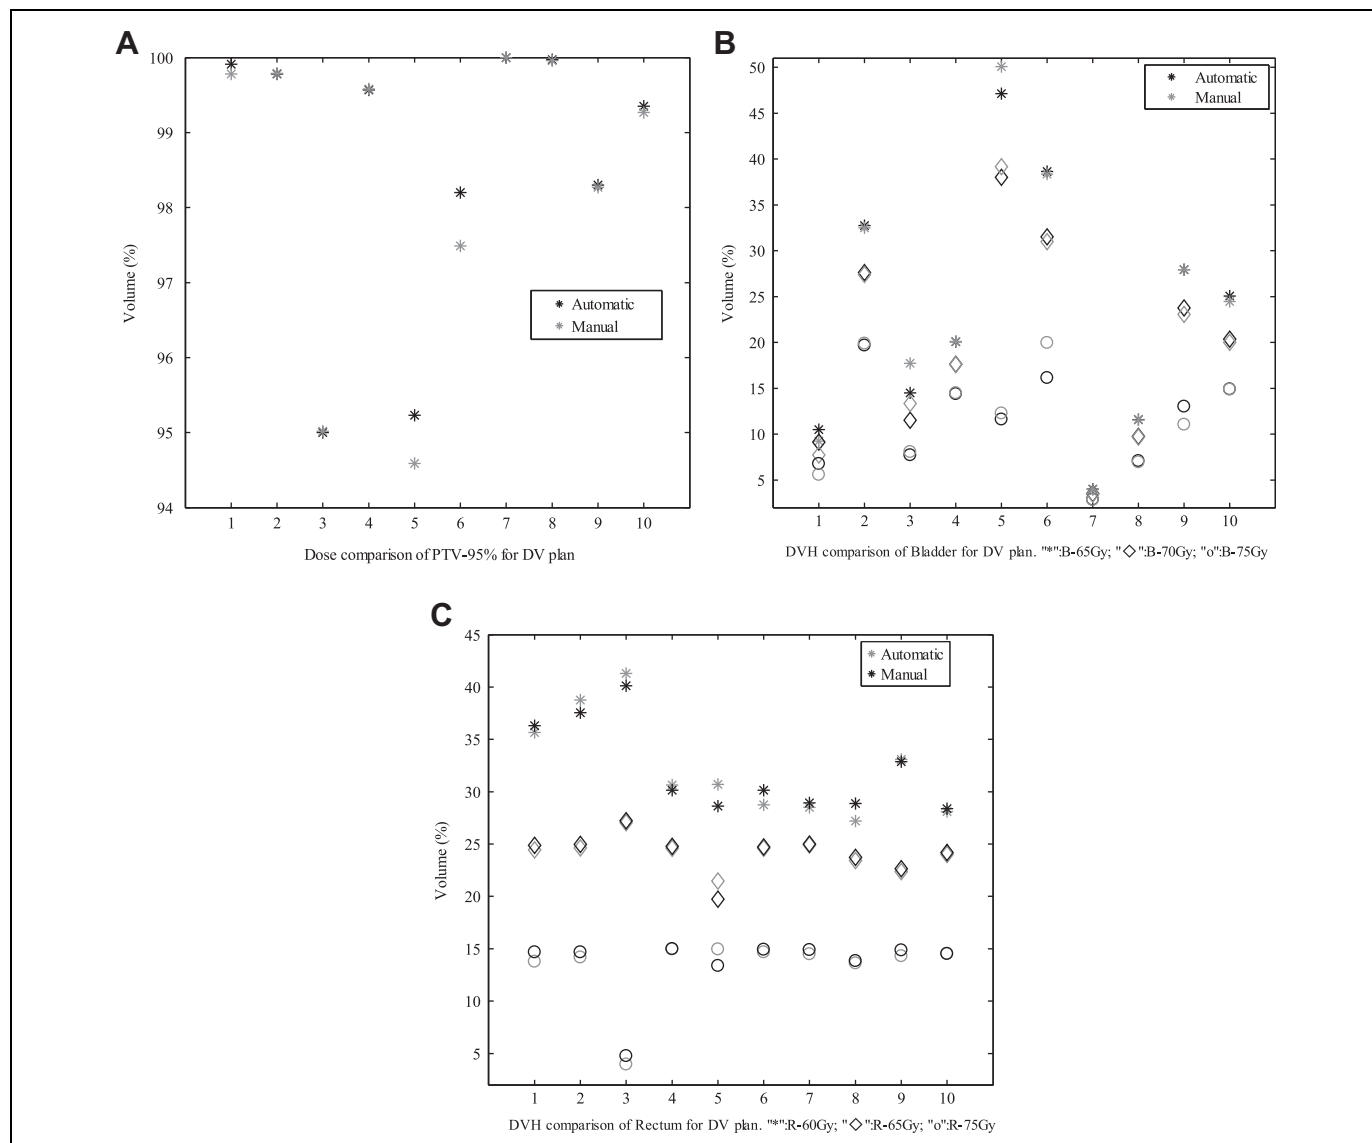 A
100
99
98
97
96
95
94
Volume (%)
Automatic
Manual
1 2 3 4 5 6 7 8 9 10
Dose comparison of PTV-95% for DV plan
B
50
45
40
35
30
25
20
15
10
5
Volume (%)
Automatic
Manual
1 2 3 4 5 6 7 8 9 10
DVH comparison of Bladder for DV plan. "*":B-65Gy; "◇":B-70Gy; "o":B-75Gy
C
45
40
35
30
25
20
15
10
5
Volume (%)
Automatic
Manual
1 2 3 4 5 6 7 8 9 10
DVH comparison of Rectum for DV plan. "*":R-60Gy; "◇":R-65Gy; "o":R-75Gy